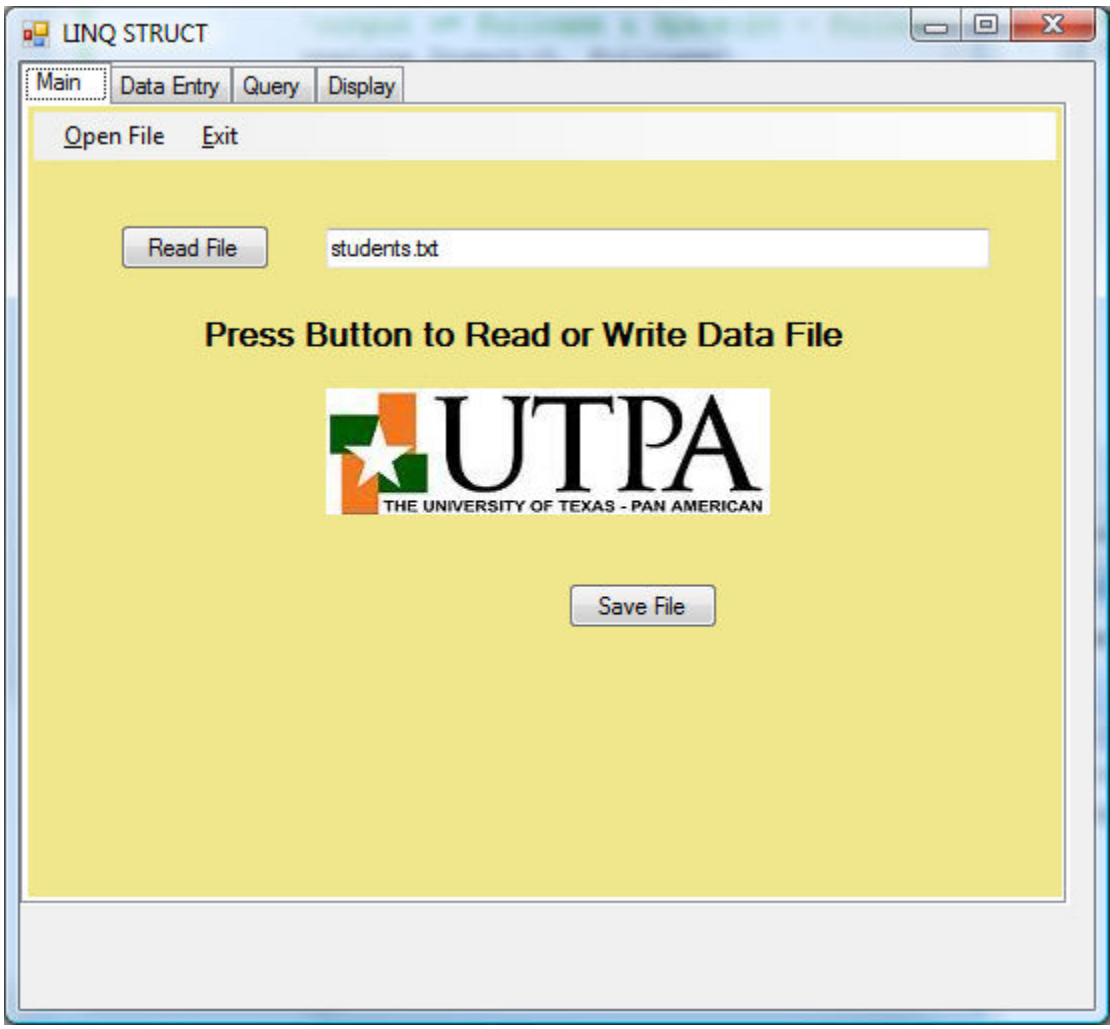 LINQ STRUCT
Main Data Entry Query Display
Open File Exit
Read File students.txt
Press Button to Read or Write Data File
UTPA
THE UNIVERSITY OF TEXAS - PAN AMERICAN
Save File